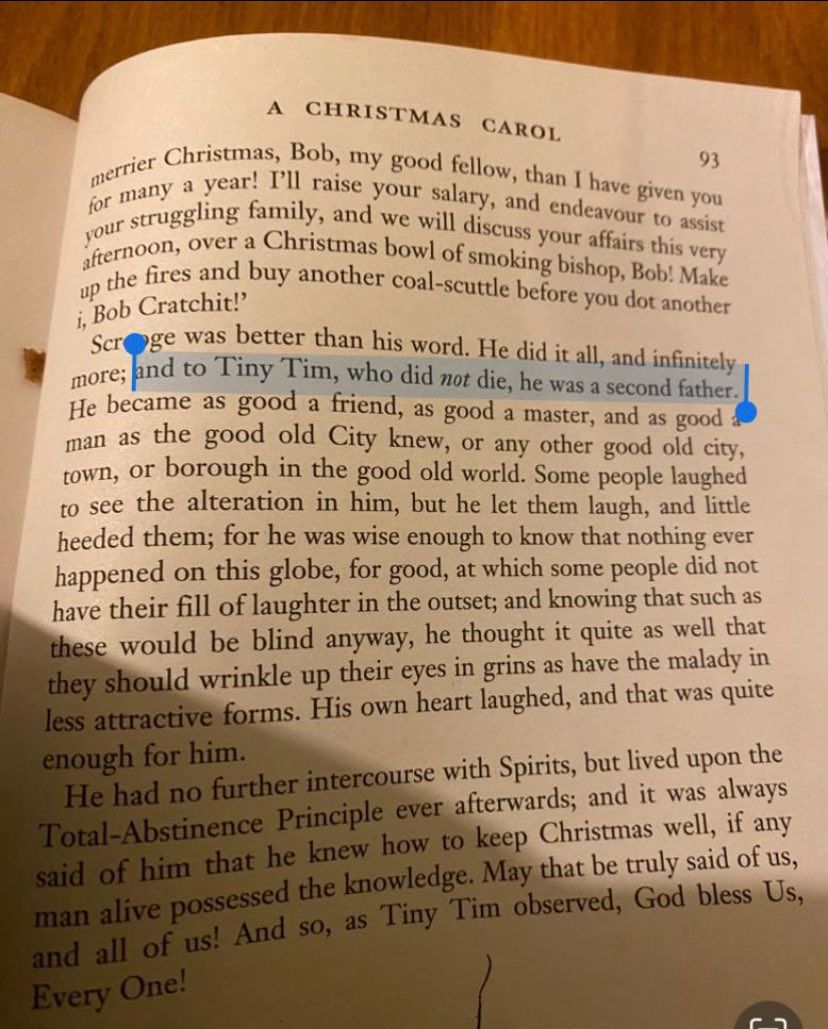 A CHRISTMAS CAROL 93
merrier Christmas, Bob, my good fellow, than I have given you
for many a year! I’ll raise your salary, and endeavour to assist
your struggling family, and we will discuss your affairs this very
afternoon, over a Christmas bowl of smoking bishop, Bob! Make
up the fires and buy another coal-scuttle before you dot another
i, Bob Cratchit!’
Scrooge was better than his word. He did it all, and infinitely
more; and to Tiny Tim, who did not die, he was a second father.
He became as good a friend, as good a master, and as good a
man as the good old City knew, or any other good old city,
town, or borough in the good old world. Some people laughed
to see the alteration in him, but he let them laugh, and little
heeded them; for he was wise enough to know that nothing ever
happened on this globe, for good, at which some people did not
have their fill of laughter in the outset; and knowing that such as
these would be blind anyway, he thought it quite as well that
they should wrinkle up their eyes in grins as have the malady in
less attractive forms. His own heart laughed, and that was quite
enough for him.
He had no further intercourse with Spirits, but lived upon the
Total-Abstinence Principle ever afterwards; and it was always
said of him that he knew how to keep Christmas well, if any
man alive possessed the knowledge. May that be truly said of us,
and all of us! And so, as Tiny Tim observed, God bless Us,
Every One!